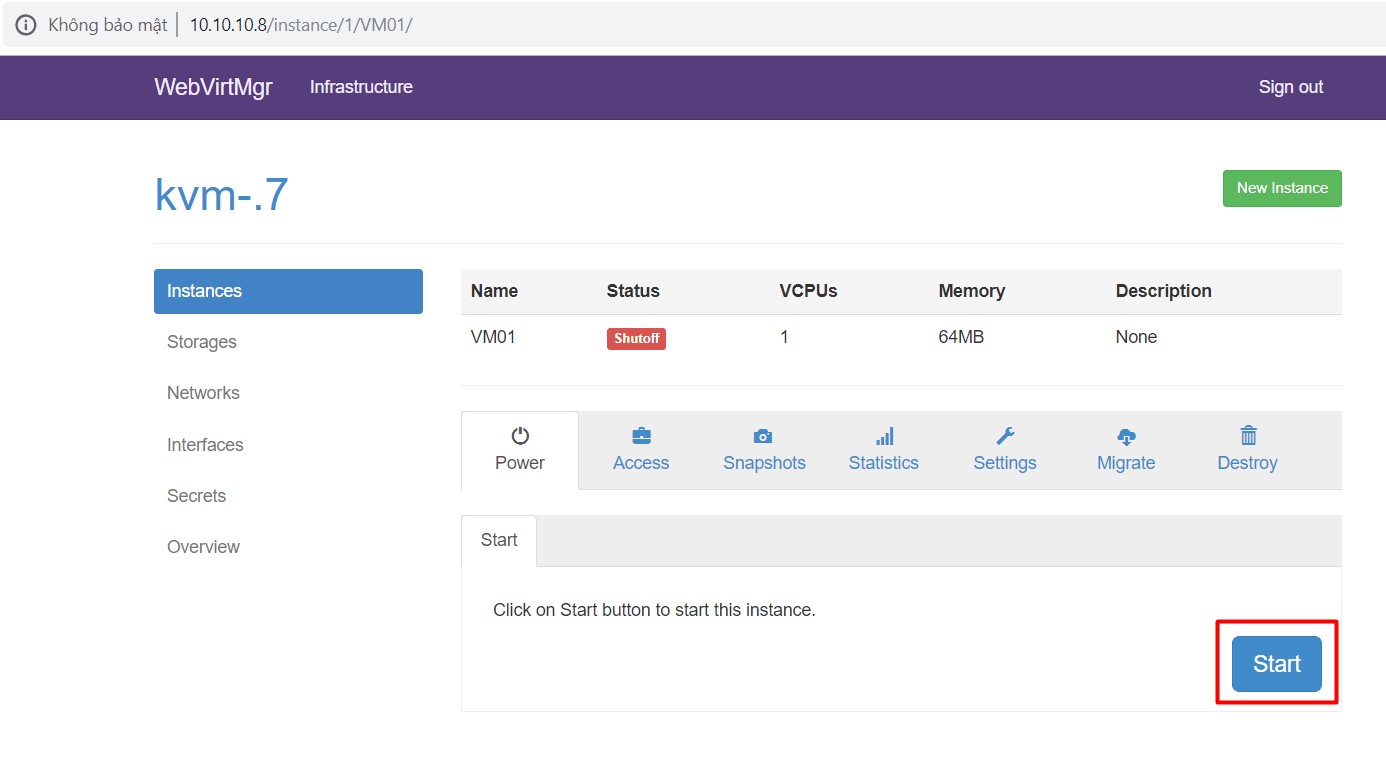 Không bảo mật 10.10.10.8/instance/1/VM01/
WebVirtMgr Infrastructure Sign out
kvm-.7 New Instance
Instances
Storages
Networks
Interfaces
Secrets
Overview
Name Status VCPUs Memory Description
VM01 Shutoff 1 64MB None
Power Access Snapshots Statistics Settings Migrate Destroy
Start
Click on Start button to start this instance.
Start